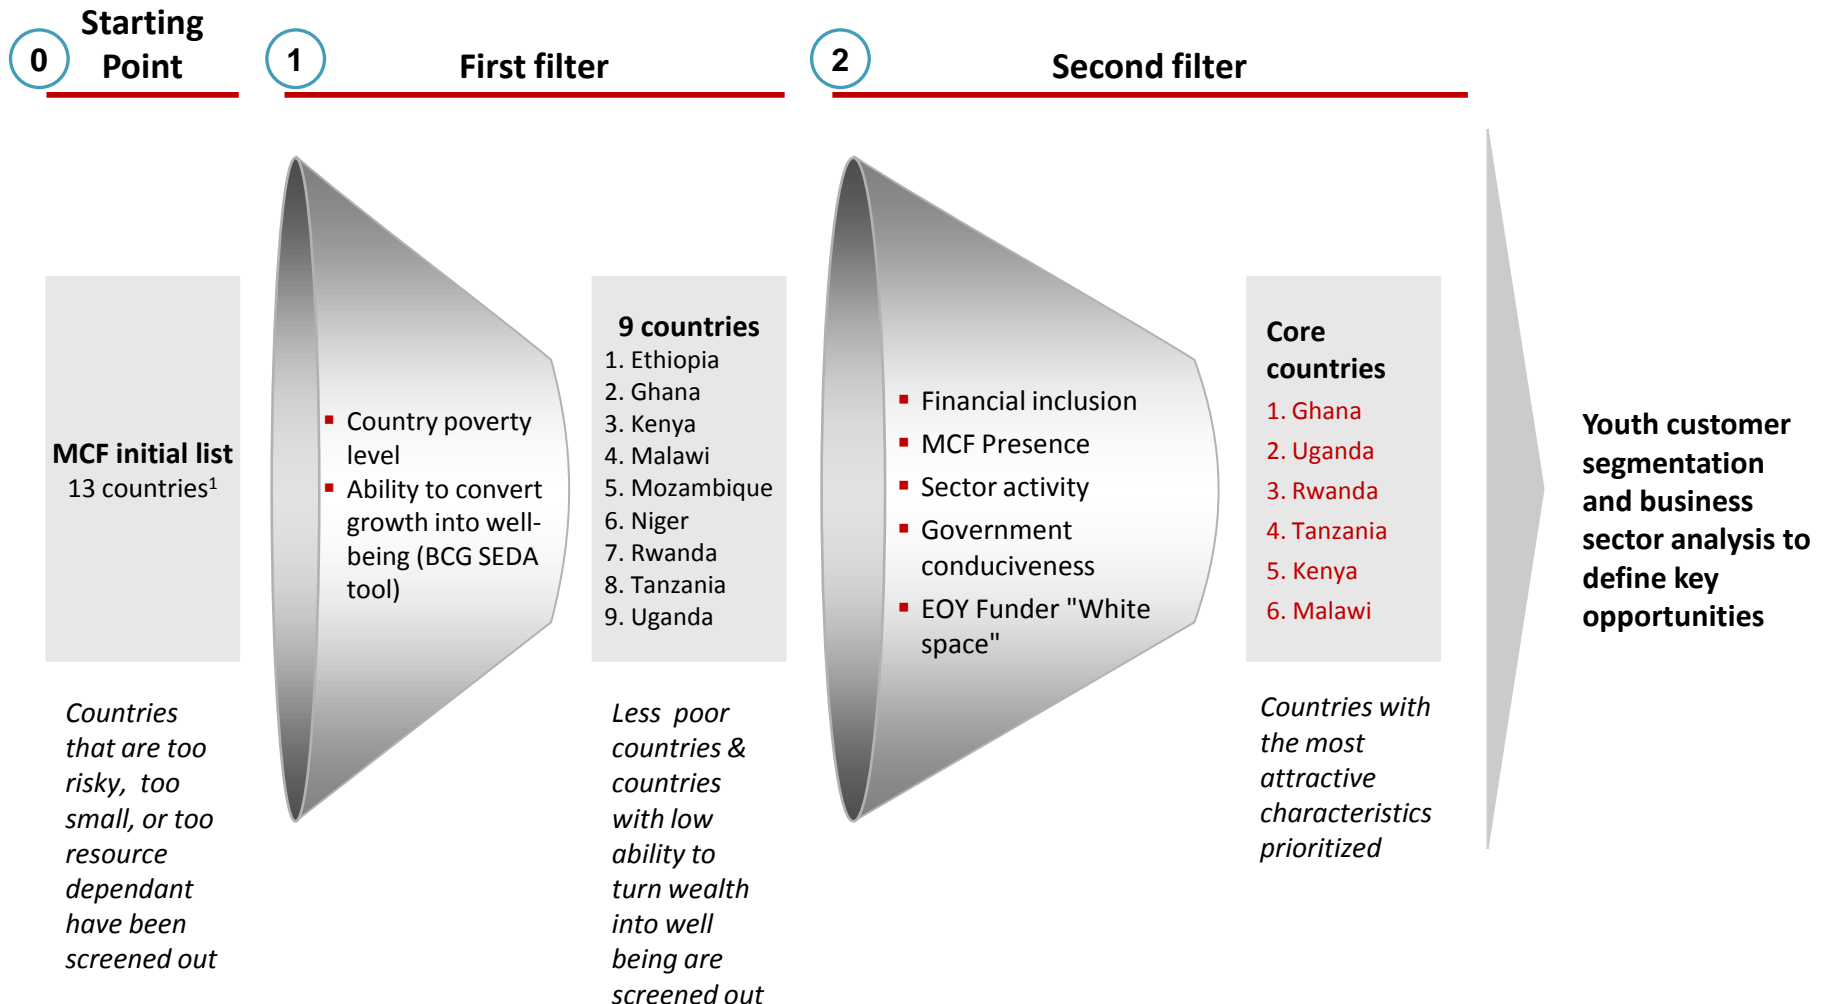 0
Starting
Point
1
First filter
2
Second filter
MCF initial list
13 countries1
Countries
that are too
risky, too
small, or too
resource
dependant
have been
screened out
▪ Country poverty
level
▪ Ability to convert
growth into well-
being (BCG SEDA
tool)
9 countries
1. Ethiopia
2. Ghana
3. Kenya
4. Malawi
5. Mozambique
6. Niger
7. Rwanda
8. Tanzania
9. Uganda
Less poor
countries &
countries
with low
ability to
turn wealth
into well
being are
screened out
▪ Financial inclusion
▪ MCF Presence
▪ Sector activity
▪ Government
conduciveness
▪ EOY Funder "White
space"
Core
countries
1. Ghana
2. Uganda
3. Rwanda
4. Tanzania
5. Kenya
6. Malawi
Countries with
the most
attractive
characteristics
prioritized
Youth customer
segmentation
and business
sector analysis to
define key
opportunities